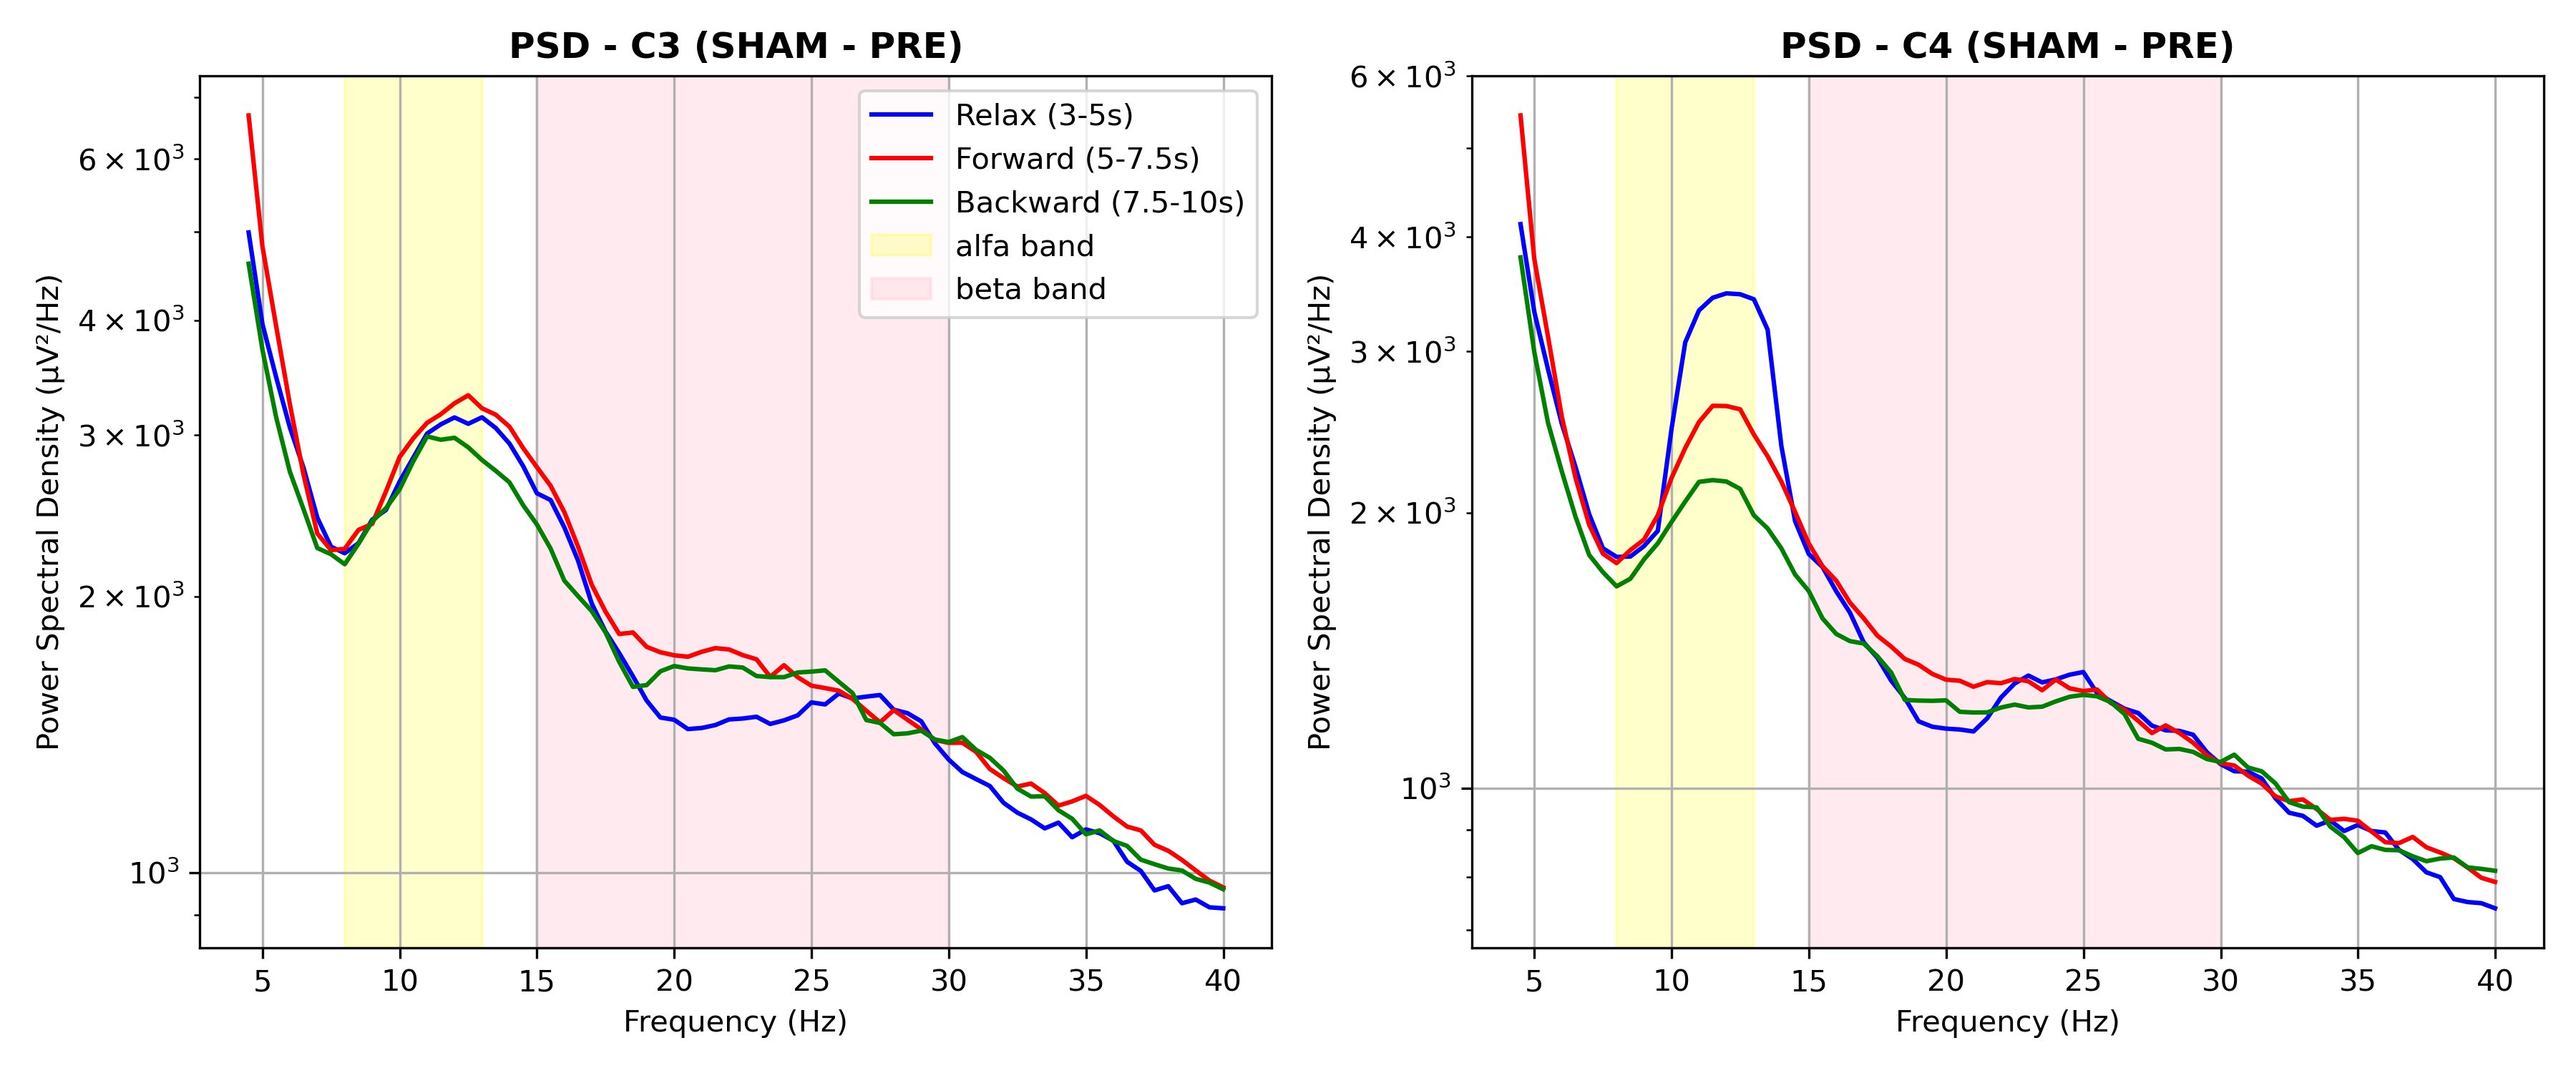 PSD - C3 (SHAM - PRE)
Power Spectral Density (µV²/Hz)
6 × 10³
4 × 10³
3 × 10³
2 × 10³
10³
Relax (3-5s)
Forward (5-7.5s)
Backward (7.5-10s)
alfa band
beta band
5 10 15 20 25 30 35 40
Frequency (Hz)
PSD - C4 (SHAM - PRE)
Power Spectral Density (µV²/Hz)
6 × 10³
4 × 10³
3 × 10³
2 × 10³
10³
5 10 15 20 25 30 35 40
Frequency (Hz)